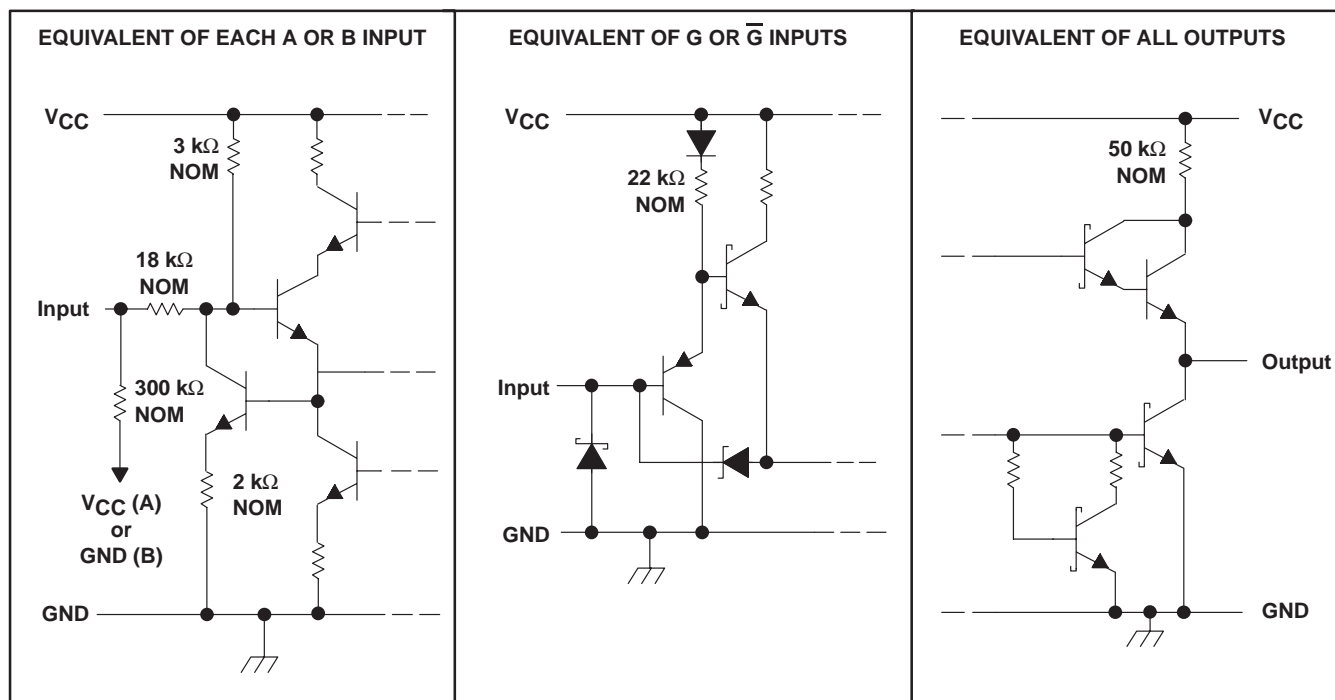 EQUIVALENT OF EACH A OR B INPUT
VCC
3 kΩ
NOM
18 kΩ
NOM
Input
300 kΩ
NOM
VCC (A)
or
GND (B)
2 kΩ
NOM
GND
EQUIVALENT OF G OR G̅ INPUTS
VCC
22 kΩ
NOM
Input
GND
EQUIVALENT OF ALL OUTPUTS
VCC
50 kΩ
NOM
Output
GND